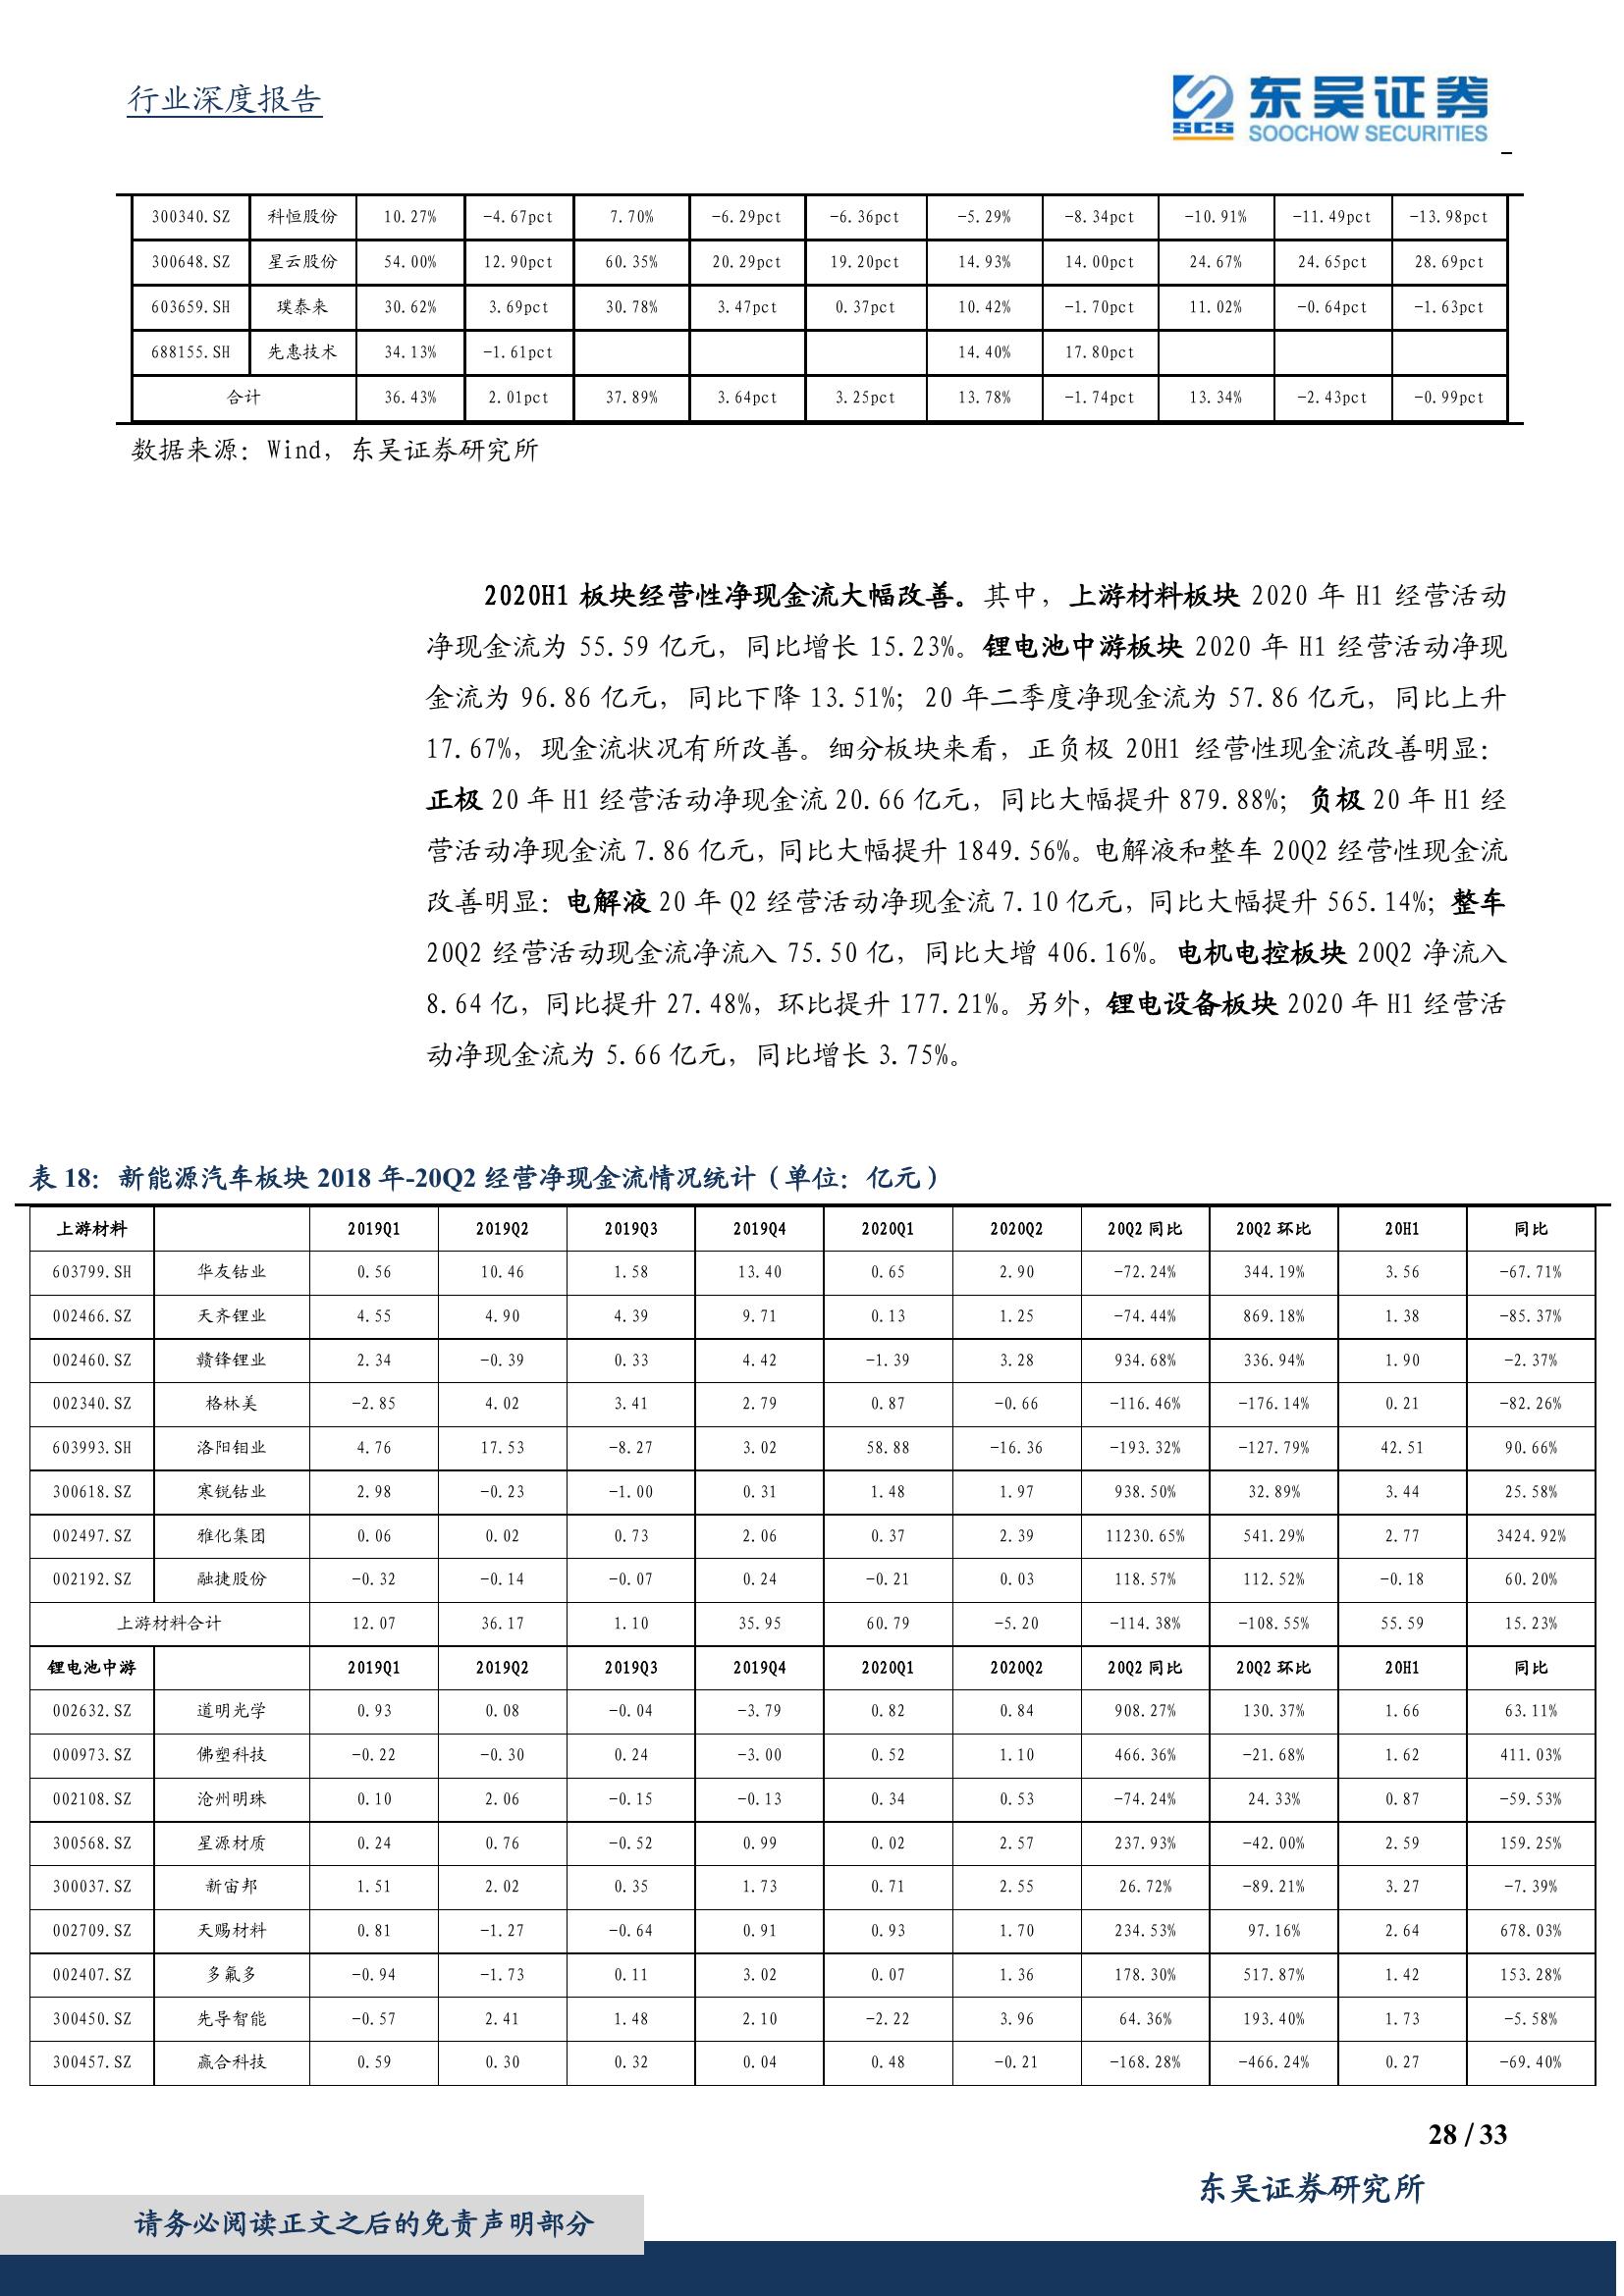 行业深度报告
SCS 东吴证券
SOOCHOW SECURITIES
300340.SZ 科恒股份 10.27% -4.67pct 7.70% -6.29pct -6.36pct -5.29% -8.34pct -10.91% -11.49pct -13.98pct
300648.SZ 星云股份 54.00% 12.90pct 60.35% 20.29pct 19.20pct 14.93% 14.00pct 24.67% 24.65pct 28.69pct
603659.SH 璞泰来 30.62% 3.69pct 30.78% 3.47pct 0.37pct 10.42% -1.70pct 11.02% -0.64pct -1.63pct
688155.SH 先惠技术 34.13% -1.61pct 14.40% 17.80pct
合计 36.43% 2.01pct 37.89% 3.64pct 3.25pct 13.78% -1.74pct 13.34% -2.43pct -0.99pct
数据来源：Wind，东吴证券研究所
2020H1 板块经营性净现金流大幅改善。其中，上游材料板块 2020 年 H1 经营活动
净现金流为 55.59 亿元，同比增长 15.23%。锂电池中游板块 2020 年 H1 经营活动净现
金流为 96.86 亿元，同比下降 13.51%；20 年二季度净现金流为 57.86 亿元，同比上升
17.67%，现金流状况有所改善。细分板块来看，正负极 20H1 经营性现金流改善明显：
正极 20 年 H1 经营活动净现金流 20.66 亿元，同比大幅提升 879.88%；负极 20 年 H1 经
营活动净现金流 7.86 亿元，同比大幅提升 1849.56%。电解液和整车 20Q2 经营性现金流
改善明显：电解液 20 年 Q2 经营活动净现金流 7.10 亿元，同比大幅提升 565.14%；整车
20Q2 经营活动现金流净流入 75.50 亿，同比大增 406.16%。电机电控板块 20Q2 净流入
8.64 亿，同比提升 27.48%，环比提升 177.21%。另外，锂电设备板块 2020 年 H1 经营活
动净现金流为 5.66 亿元，同比增长 3.75%。
表 18：新能源汽车板块 2018 年-20Q2 经营净现金流情况统计（单位：亿元）
上游材料 2019Q1 2019Q2 2019Q3 2019Q4 2020Q1 2020Q2 20Q2 同比 20Q2 环比 20H1 同比
603799.SH 华友钴业 0.56 10.46 1.58 13.40 0.65 2.90 -72.24% 344.19% 3.56 -67.71%
002466.SZ 天齐锂业 4.55 4.90 4.39 9.71 0.13 1.25 -74.44% 869.18% 1.38 -85.37%
002460.SZ 赣锋锂业 2.34 -0.39 0.33 4.42 -1.39 3.28 934.68% 336.94% 1.90 -2.37%
002340.SZ 格林美 -2.85 4.02 3.41 2.79 0.87 -0.66 -116.46% -176.14% 0.21 -82.26%
603993.SH 洛阳钼业 4.76 17.53 -8.27 3.02 58.88 -16.36 -193.32% -127.79% 42.51 90.66%
300618.SZ 寒锐钴业 2.98 -0.23 -1.00 0.31 1.48 1.97 938.50% 32.89% 3.44 25.58%
002497.SZ 雅化集团 0.06 0.02 0.73 2.06 0.37 2.39 11230.65% 541.29% 2.77 3424.92%
002192.SZ 融捷股份 -0.32 -0.14 -0.07 0.24 -0.21 0.03 118.57% 112.52% -0.18 60.20%
上游材料合计 12.07 36.17 1.10 35.95 60.79 -5.20 -114.38% -108.55% 55.59 15.23%
锂电池中游 2019Q1 2019Q2 2019Q3 2019Q4 2020Q1 2020Q2 20Q2 同比 20Q2 环比 20H1 同比
002632.SZ 道明光学 0.93 0.08 -0.04 -3.79 0.82 0.84 908.27% 130.37% 1.66 63.11%
000973.SZ 佛塑科技 -0.22 -0.30 0.24 -3.00 0.52 1.10 466.36% -21.68% 1.62 411.03%
002108.SZ 沧州明珠 0.10 2.06 -0.15 -0.13 0.34 0.53 -74.24% 24.33% 0.87 -59.53%
300568.SZ 星源材质 0.24 0.76 -0.52 0.99 0.02 2.57 237.93% -42.00% 2.59 159.25%
300037.SZ 新宙邦 1.51 2.02 0.35 1.73 0.71 2.55 26.72% -89.21% 3.27 -7.39%
002709.SZ 天赐材料 0.81 -1.27 -0.64 0.91 0.93 1.70 234.53% 97.16% 2.64 678.03%
002407.SZ 多氟多 -0.94 -1.73 0.11 3.02 0.07 1.36 178.30% 517.87% 1.42 153.28%
300450.SZ 先导智能 -0.57 2.41 1.48 2.10 -2.22 3.96 64.36% 193.40% 1.73 -5.58%
300457.SZ 赢合科技 0.59 0.30 0.32 0.04 0.48 -0.21 -168.28% -466.24% 0.27 -69.40%
28 / 33
东吴证券研究所
请务必阅读正文之后的免责声明部分